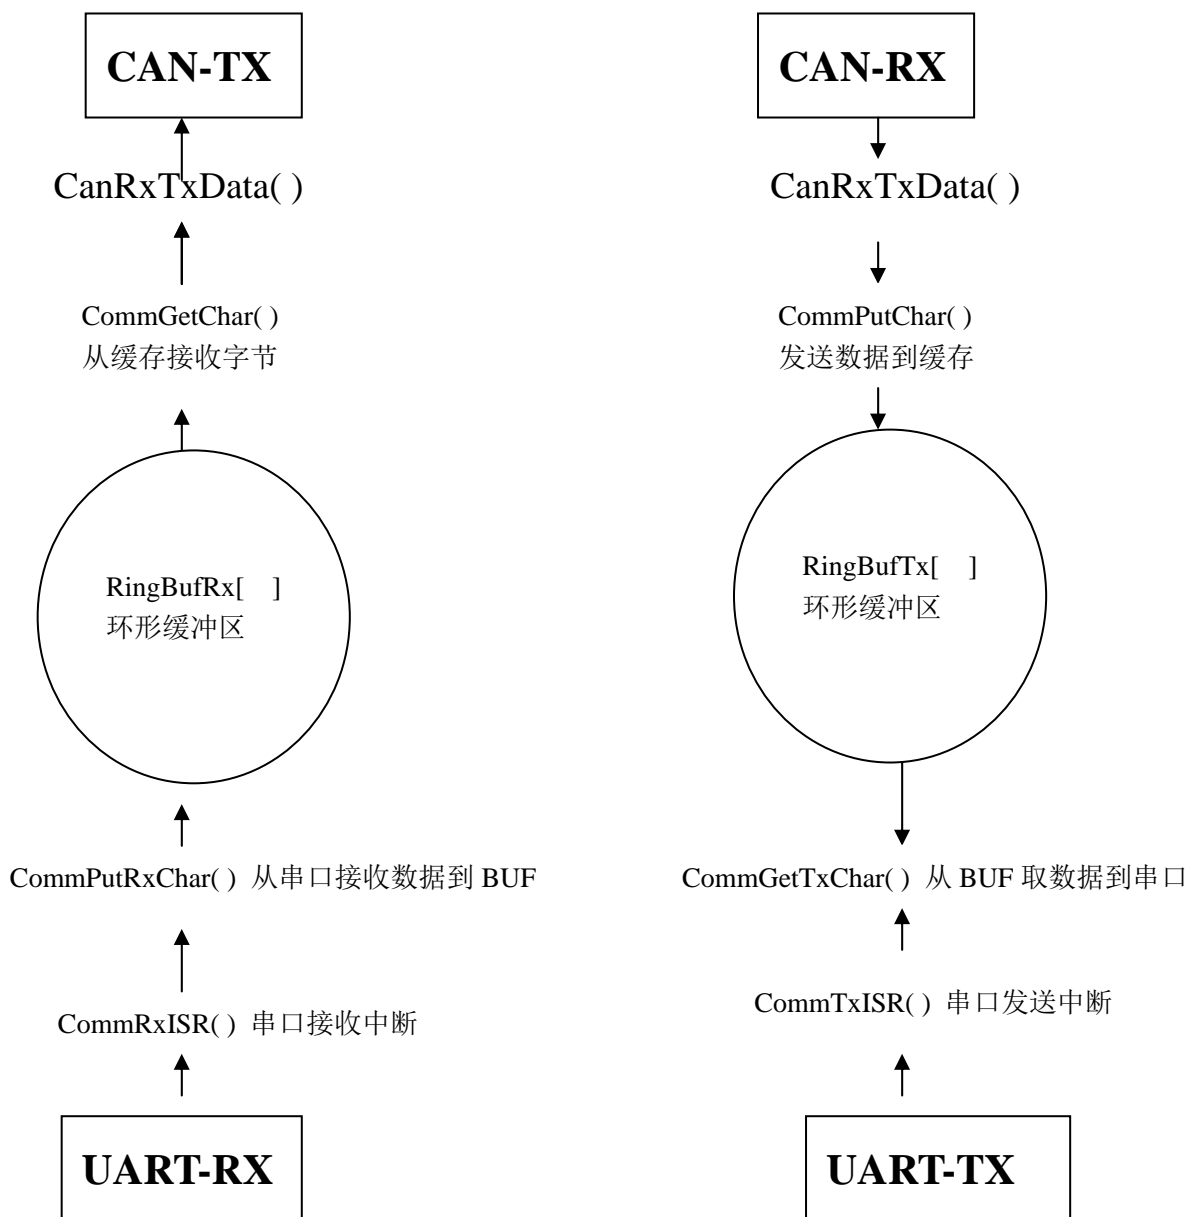 CAN-TX
CanRxTxData( )
CommGetChar( )
从缓存接收字节
RingBufRx[ ]
环形缓冲区
CommPutRxChar( ) 从串口接收数据到 BUF
CommRxISR( ) 串口接收中断
UART-RX
CAN-RX
CanRxTxData( )
CommPutChar( )
发送数据到缓存
RingBufTx[ ]
环形缓冲区
CommGetTxChar( ) 从 BUF 取数据到串口
CommTxISR( ) 串口发送中断
UART-TX